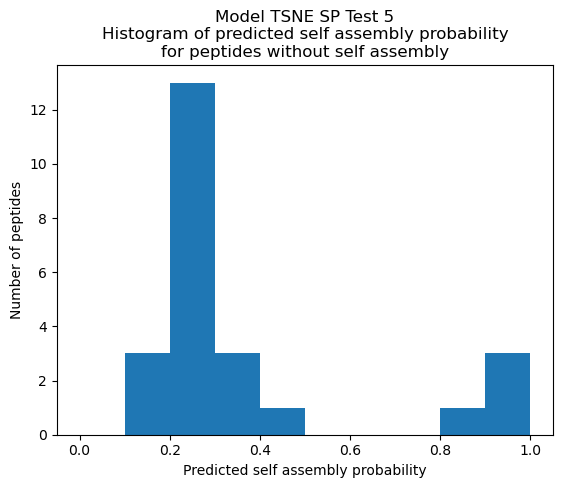 Model TSNE SP Test 5
Histogram of predicted self assembly probability
for peptides without self assembly
Number of peptides
12
10
8
6
4
2
0
0.0
0.2
0.4
0.6
0.8
1.0
Predicted self assembly probability